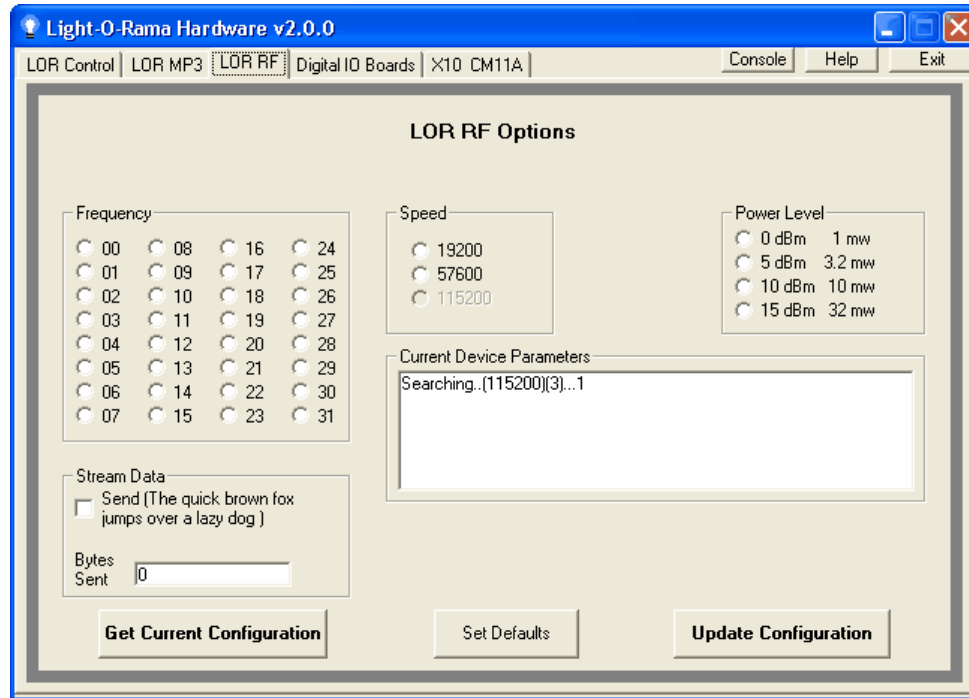 Light-O-Rama Hardware v2.0.0
LOR Control LOR MP3 LOR RF Digital IO Boards X10 CM11A Console Help Exit
LOR RF Options
Frequency
00 08 16 24
01 09 17 25
02 10 18 26
03 11 19 27
04 12 20 28
05 13 21 29
06 14 22 30
07 15 23 31
Speed
19200
57600
115200
Power Level
0 dBm 1 mw
5 dBm 3.2 mw
10 dBm 10 mw
15 dBm 32 mw
Current Device Parameters
Searching..(115200)(3)...1
Stream Data
Send (The quick brown fox
jumps over a lazy dog )
Bytes
Sent 0
Get Current Configuration Set Defaults Update Configuration